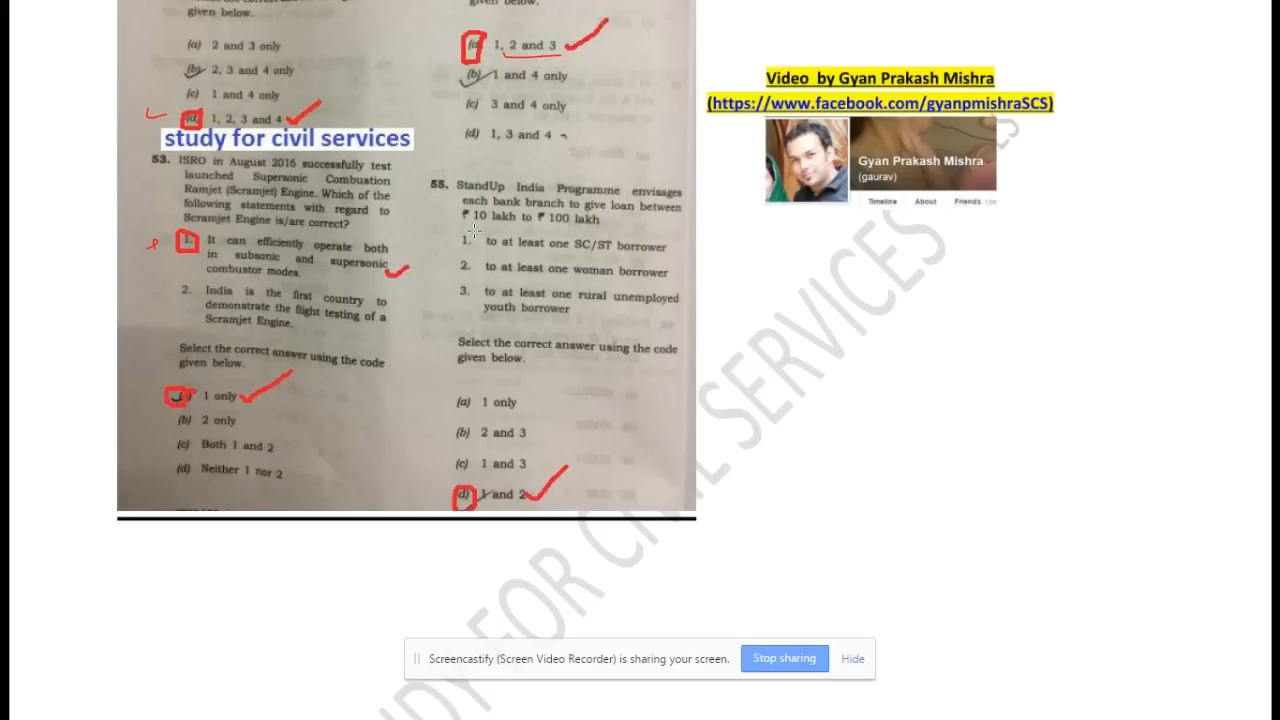 given below.
(a) 2 and 3 only
(b) 2, 3 and 4 only
(c) 1 and 4 only
(d) 1, 2, 3 and 4
study for civil services
53. ISRO in August 2016 successfully test
launched Supersonic Combustion
Ramjet (Scramjet) Engine. Which of the
following statements with regard to
Scramjet Engine is/are correct?
1. It can efficiently operate both
in subsonic and supersonic
combustor modes.
2. India is the first country to
demonstrate the flight testing of a
Scramjet Engine.
Select the correct answer using the code
given below.
1 only
(b) 2 only
(c) Both 1 and 2
(d) Neither 1 nor 2
given below.
(a) 1, 2 and 3
(b) 1 and 4 only
(c) 3 and 4 only
(d) 1, 3 and 4
55. StandUp India Programme envisages
each bank branch to give loan between
₹ 10 lakh to ₹ 100 lakh
1. to at least one SC/ST borrower
2. to at least one woman borrower
3. to at least one rural unemployed
youth borrower
Select the correct answer using the code
given below.
(a) 1 only
(b) 2 and 3
(c) 1 and 3
(d) 1 and 2
Video by Gyan Prakash Mishra
(https://www.facebook.com/gyanpmishraSCS)
Gyan Prakash Mishra
(gaurav)
Timeline About Friends
STUDY FOR CIVIL SERVICES
Screencastify (Screen Video Recorder) is sharing your screen. Stop sharing Hide